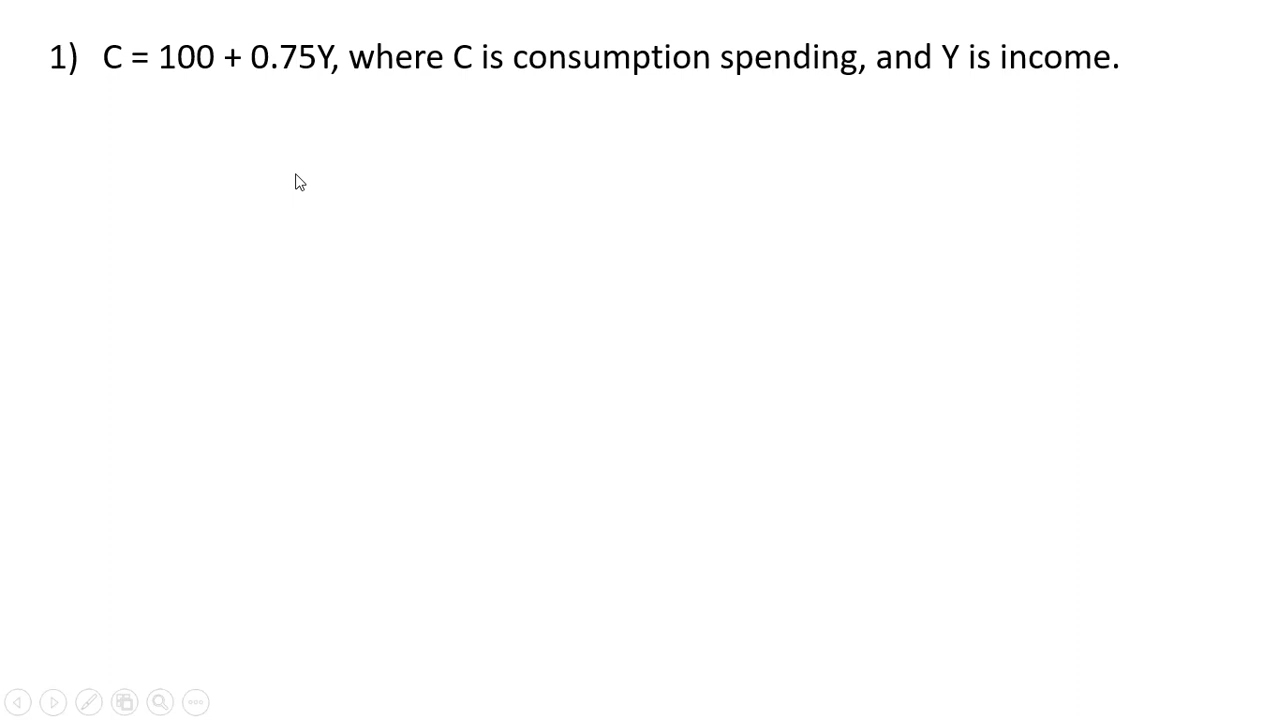 1) C = 100 + 0.75Y, where C is consumption spending, and Y is income.